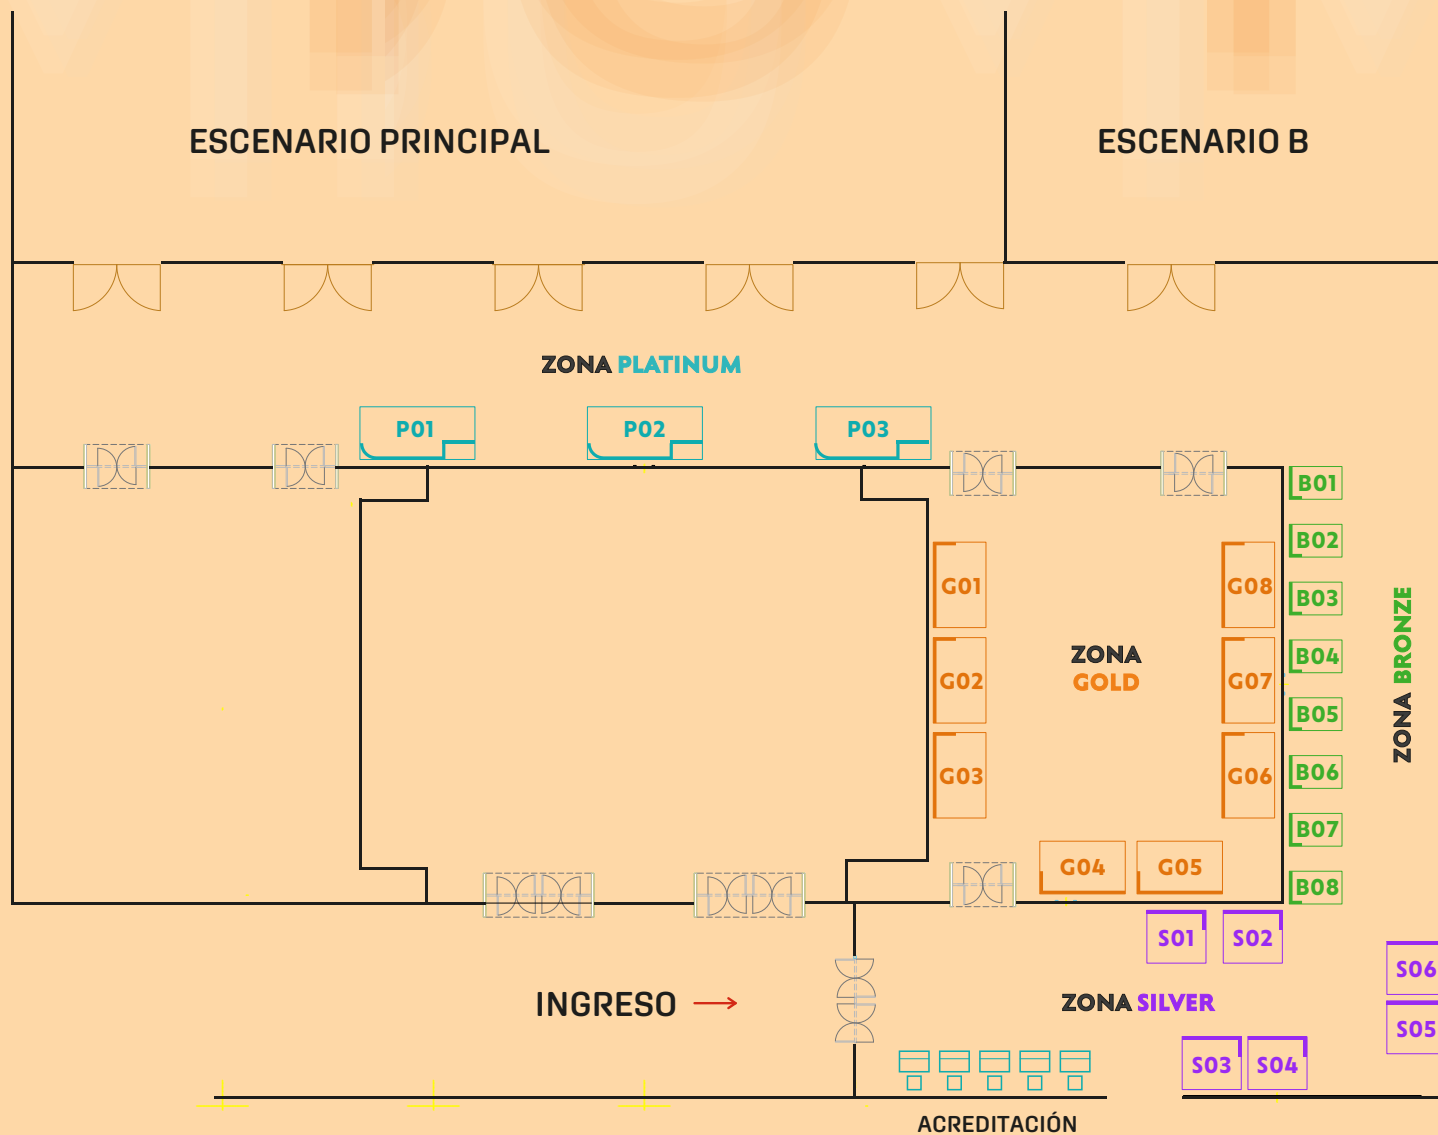 ESCENARIO PRINCIPAL
ESCENARIO B
ZONA PLATINUM
P01
P02
P03
B01
B02
B03
B04
B05
B06
B07
B08
ZONA BRONZE
G01
G02
G03
G08
G07
G06
ZONA
GOLD
G04
G05
S01
S02
S06
S05
ZONA SILVER
INGRESO
S03
S04
ACREDITACIÓN